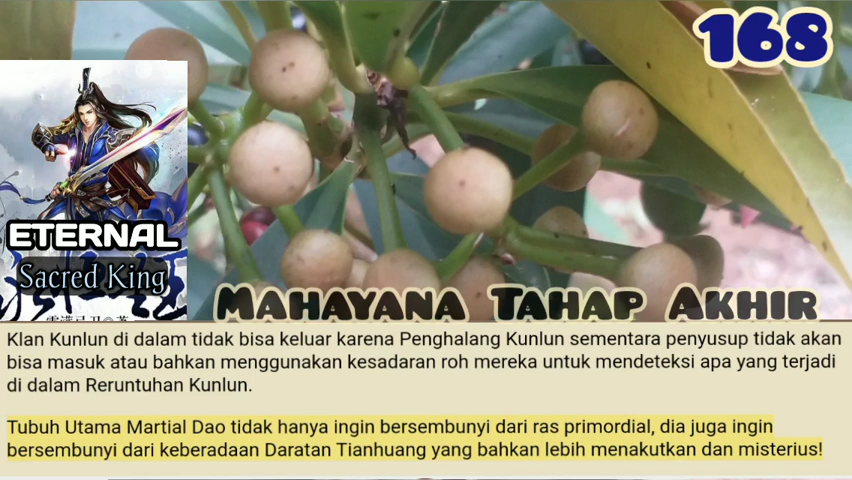 168
ETERNAL
Sacred King
MAHAYANA TAHAP AKHIR
Klan Kunlun di dalam tidak bisa keluar karena Penghalang Kunlun sementara penyusup tidak akan
bisa masuk atau bahkan menggunakan kesadaran roh mereka untuk mendeteksi apa yang terjadi
di dalam Reruntuhan Kunlun.
Tubuh Utama Martial Dao tidak hanya ingin bersembunyi dari ras primordial, dia juga ingin
bersembunyi dari keberadaan Daratan Tianhuang yang bahkan lebih menakutkan dan misterius!